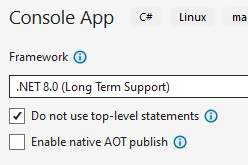 Console App C# Linux ma
Framework
.NET 8.0 (Long Term Support)
Do not use top-level statements
Enable native AOT publish